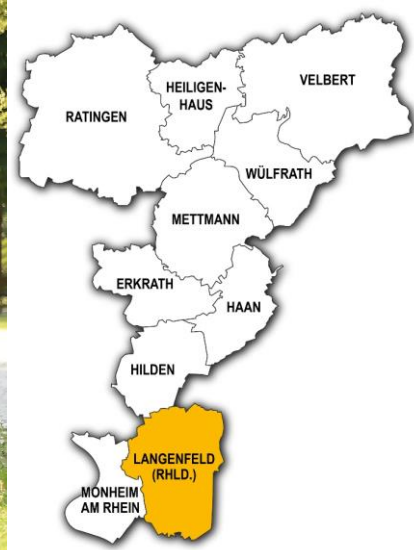 VELBERT
HEILIGEN-
HAUS
RATINGEN
WÜLFRATH
METTMANN
ERKRATH
HAAN
HILDEN
LANGENFELD
(RHLD.)
MONHEIM
AM RHEIN